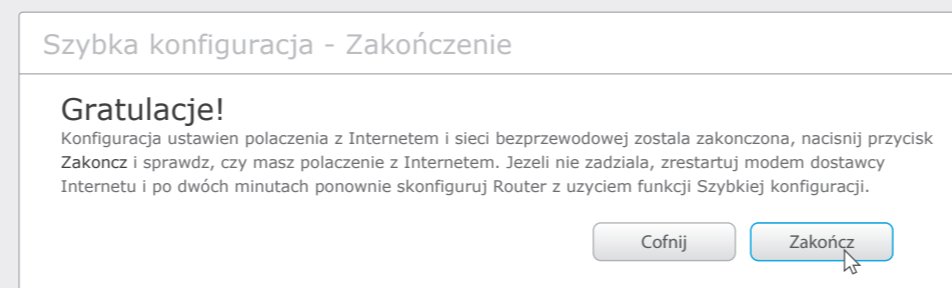 Szybka konfiguracja - Zakończenie
Gratulacje!
Konfiguracja ustawien polaczenia z Internetem i sieci bezprzewodowej zostala zakonczona, nacisnij przycisk
Zakoncz i sprawdz, czy masz polaczenie z Internetem. Jezeli nie zadziala, zrestartuj modem dostawcy
Internetu i po dwóch minutach ponownie skonfiguruj Router z uzyciem funkcji Szybkiej konfiguracji.
Cofnij Zakończ